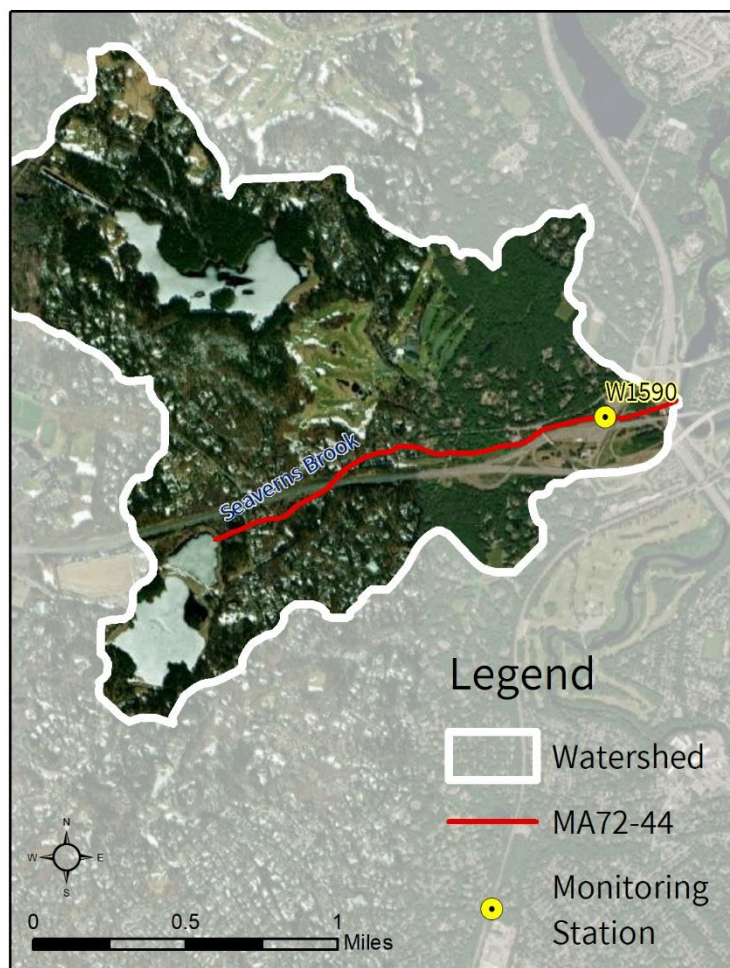 W1590
Seaverns Brook
Legend
Watershed
MA72-44
Monitoring
Station
N
W E
S
0 0.5 1
Miles